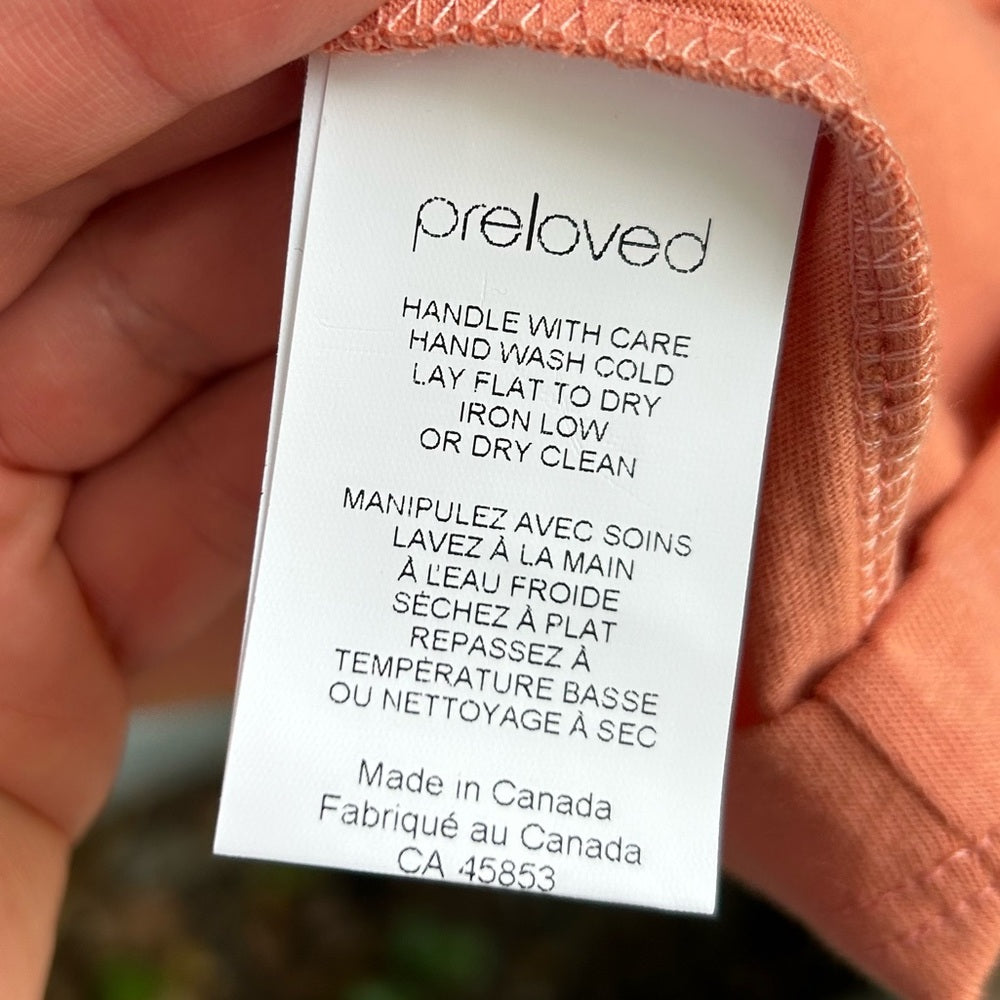 preloved
HANDLE WITH CARE
HAND WASH COLD
LAY FLAT TO DRY
IRON LOW
OR DRY CLEAN
MANIPULEZ AVEC SOINS
LAVEZ À LA MAIN
À L'EAU FROIDE
SÉCHEZ À PLAT
REPASSEZ À
TEMPÉRATURE BASSE
OU NETTOYAGE À SEC
Made in Canada
Fabriqué au Canada
CA 45853